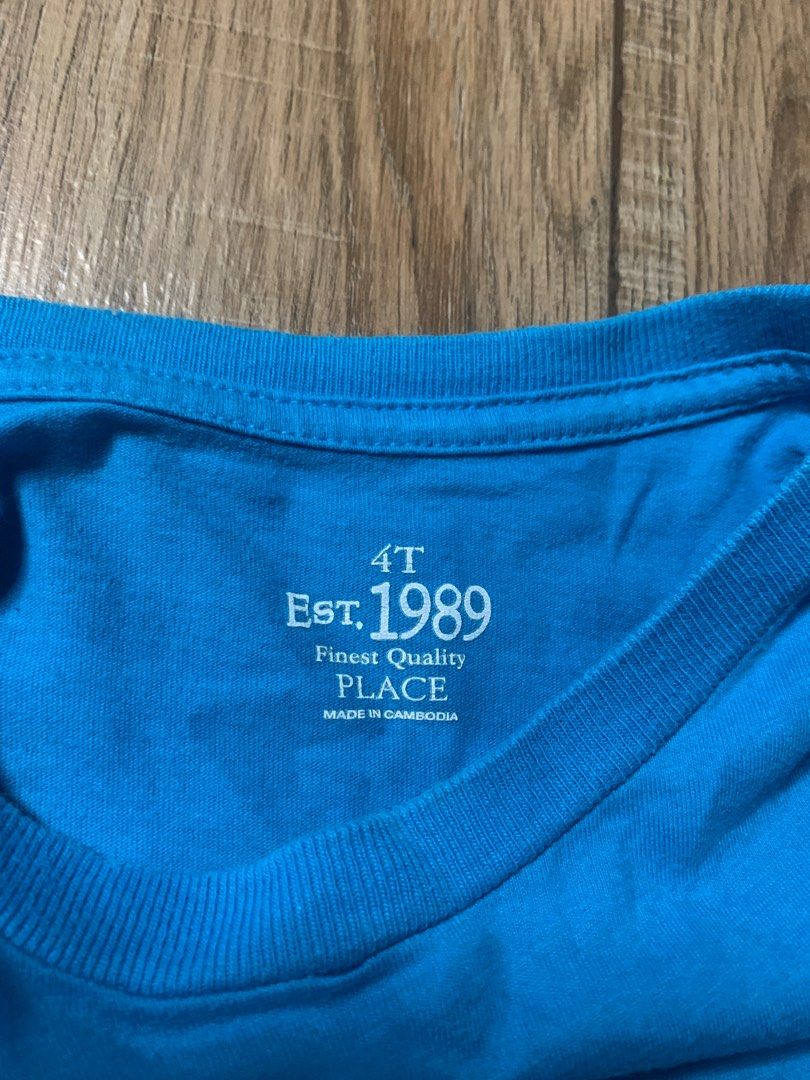 4T
EST. 1989
Finest Quality
PLACE
MADE IN CAMBODIA